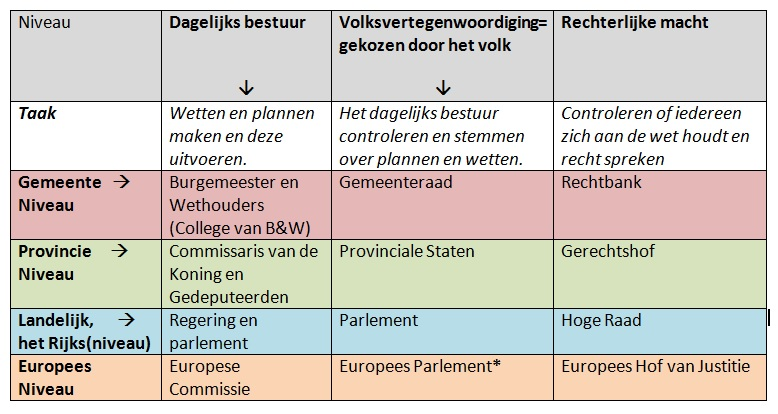 Niveau
Dagelijks bestuur
↓
Volksvertegenwoordiging=
gekozen door het volk
↓
Rechterlijke macht
Taak
Wetten en plannen
maken en deze
uitvoeren.
Het dagelijks bestuur
controleren en stemmen
over plannen en wetten.
Controleren of iedereen
zich aan de wet houdt en
recht spreken
Gemeente →
Niveau
Burgemeester en
Wethouders
(College van B&W)
Gemeenteraad
Rechtbank
Provincie →
Niveau
Commissaris van de
Koning en
Gedeputeerden
Provinciale Staten
Gerechtshof
Landelijk, →
het Rijks(niveau)
Regering en
parlement
Parlement
Hoge Raad
Europees
Niveau
Europese
Commissie
Europees Parlement*
Europees Hof van Justitie